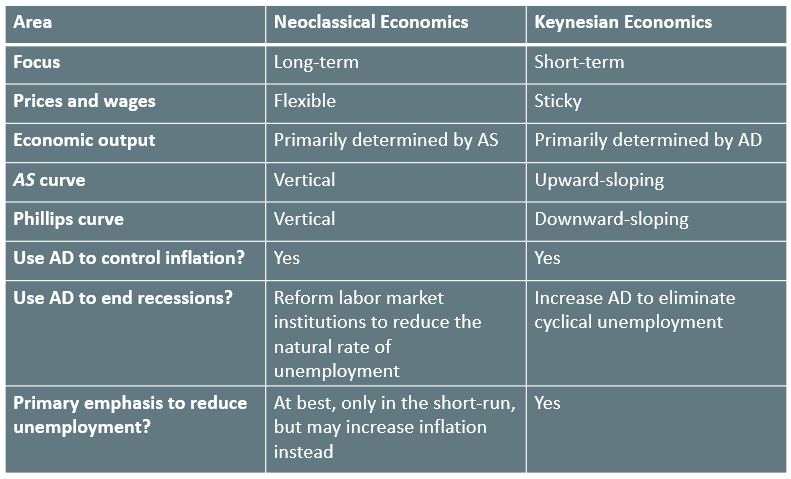 Area Neoclassical Economics Keynesian Economics
Focus Long-term Short-term
Prices and wages Flexible Sticky
Economic output Primarily determined by AS Primarily determined by AD
AS curve Vertical Upward-sloping
Phillips curve Vertical Downward-sloping
Use AD to control inflation? Yes Yes
Use AD to end recessions? Reform labor market Increase AD to eliminate
institutions to reduce the cyclical unemployment
natural rate of
unemployment
Primary emphasis to reduce At best, only in the short-run, Yes
unemployment? but may increase inflation
instead